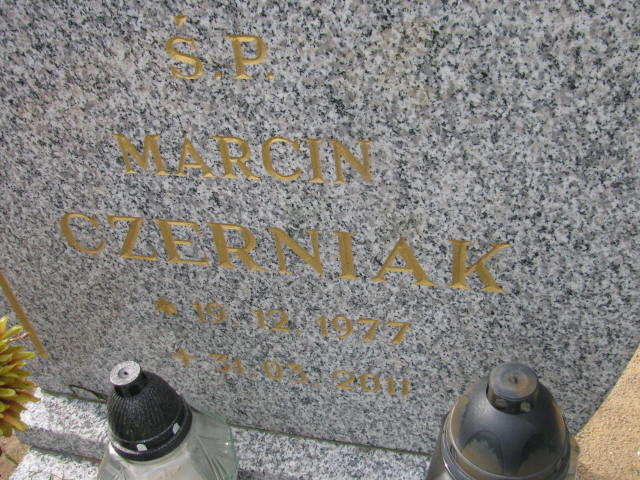 Ś.P.
MARCIN
CZERNIAK
* 19. 12. 1977
+ 31. 03. 2011